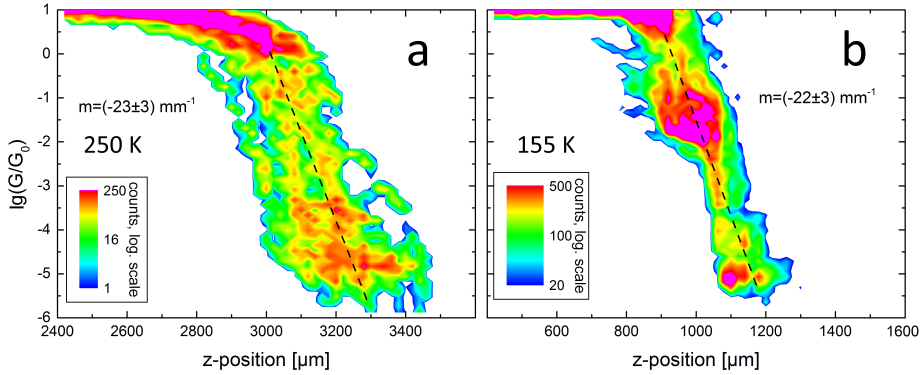 a
b
m=(-23±3) mm⁻¹
m=(-22±3) mm⁻¹
250 K
155 K
lg(G/G₀)
1
0
-1
-2
-3
-4
-5
-6
250
16
1
counts, log. scale
500
100
20
counts, log. scale
2400 2600 2800 3000 3200 3400
400 600 800 1000 1200 1400 1600
z-position [µm]
z-position [µm]